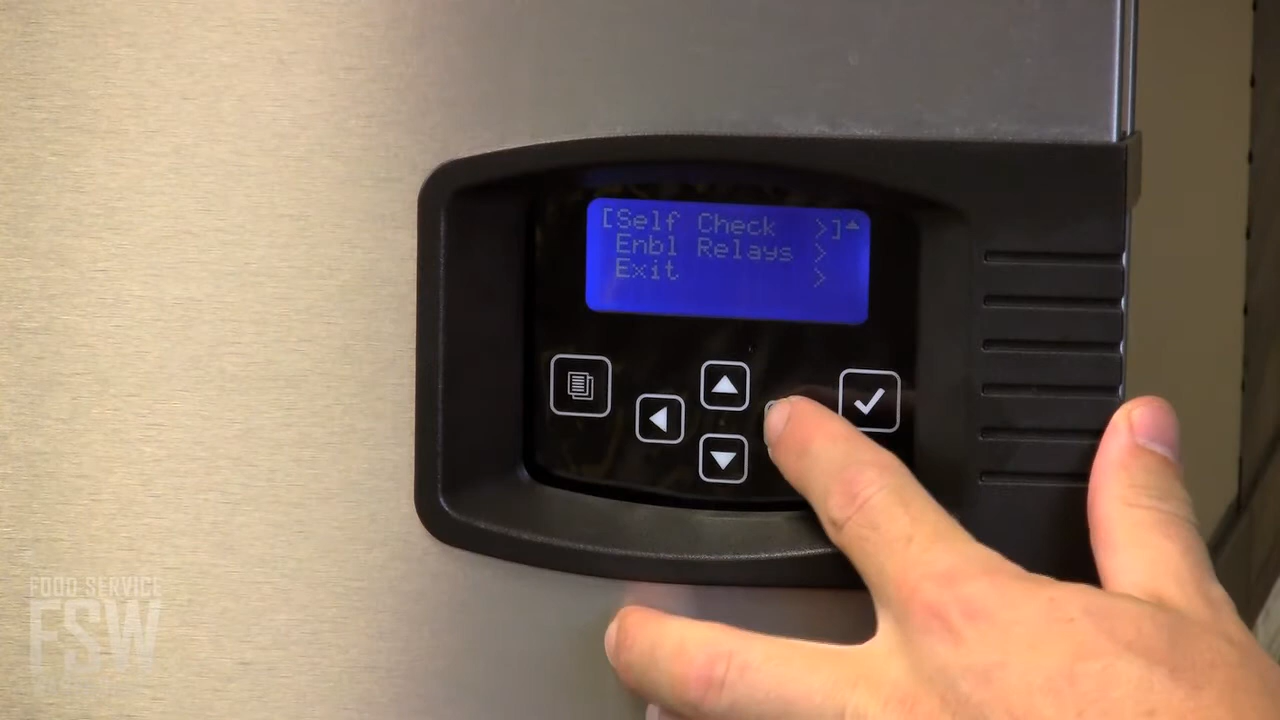 [Self Check >]▲
Enbl Relays >
Exit >
FOOD SERVICE
FSW